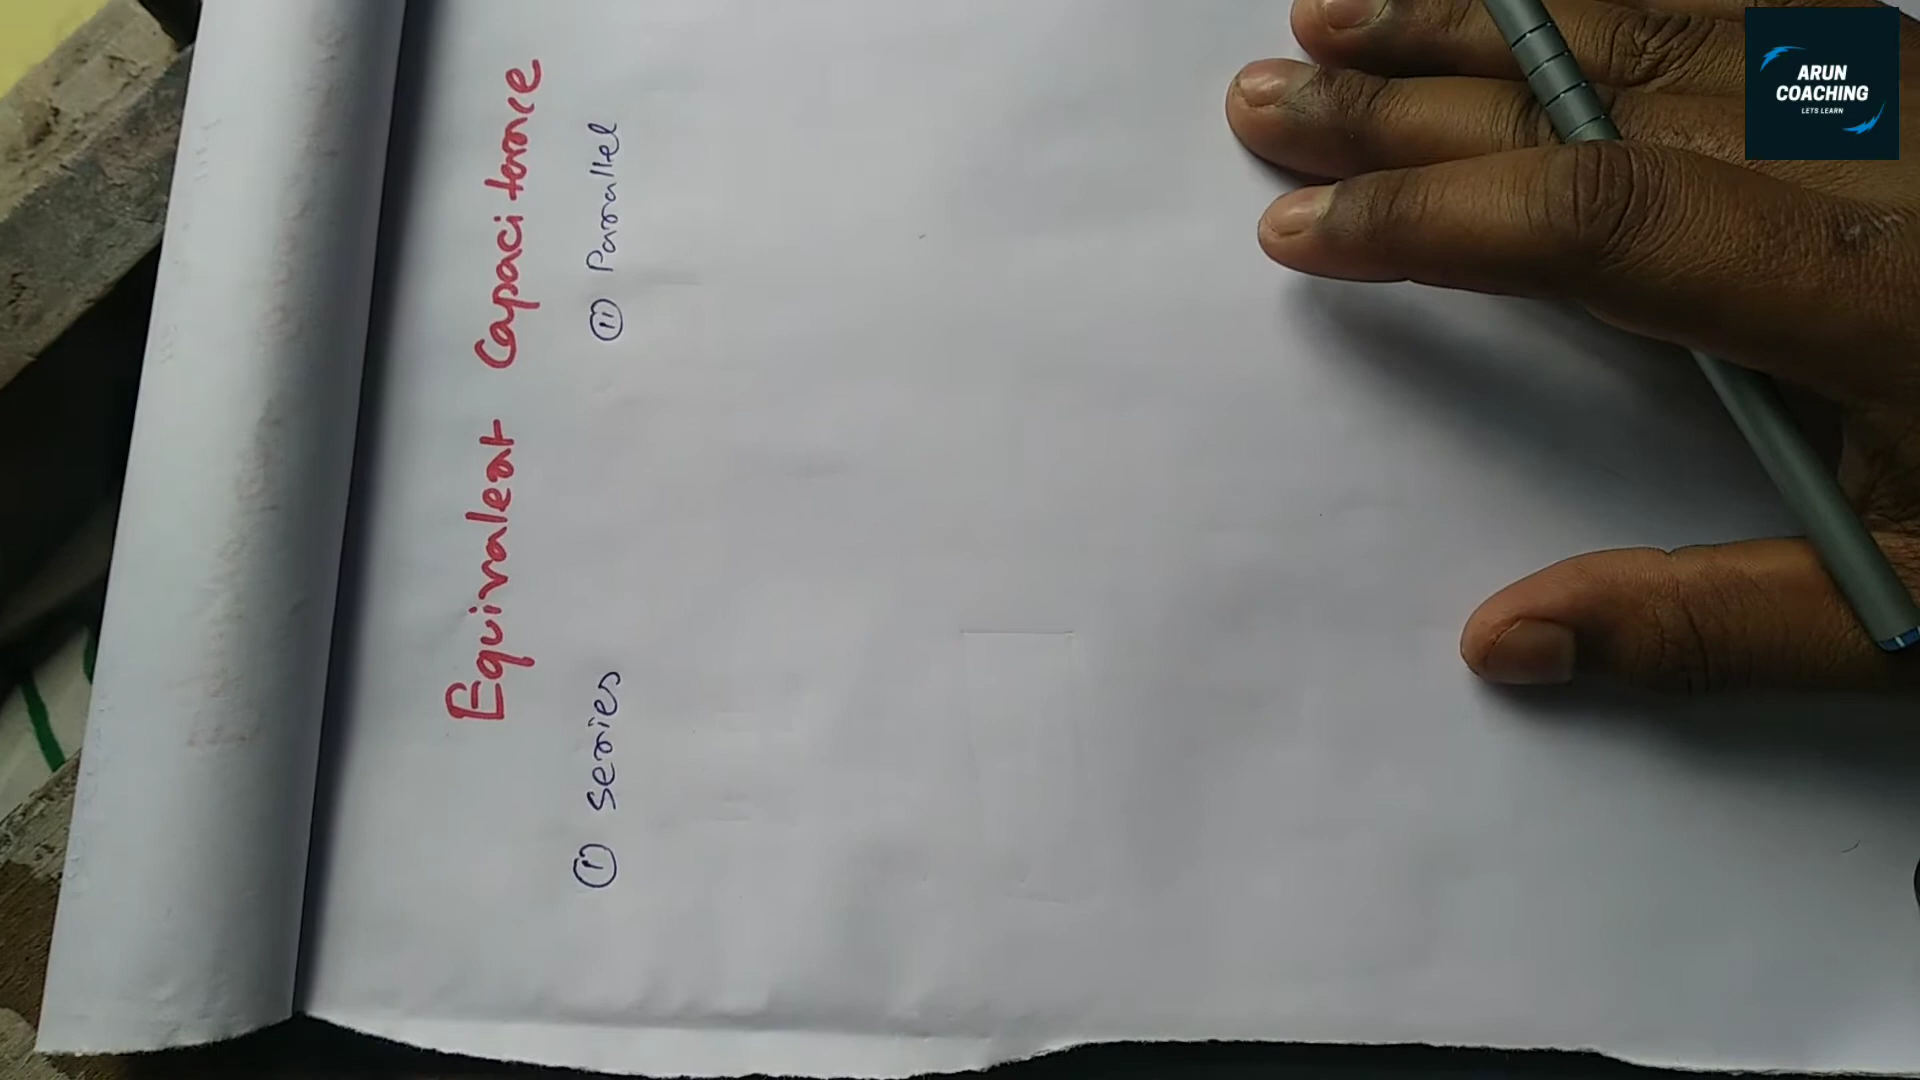 Equivalent Capacitance
(i) Series
(ii) Parallel
ARUN
COACHING
LETS LEARN